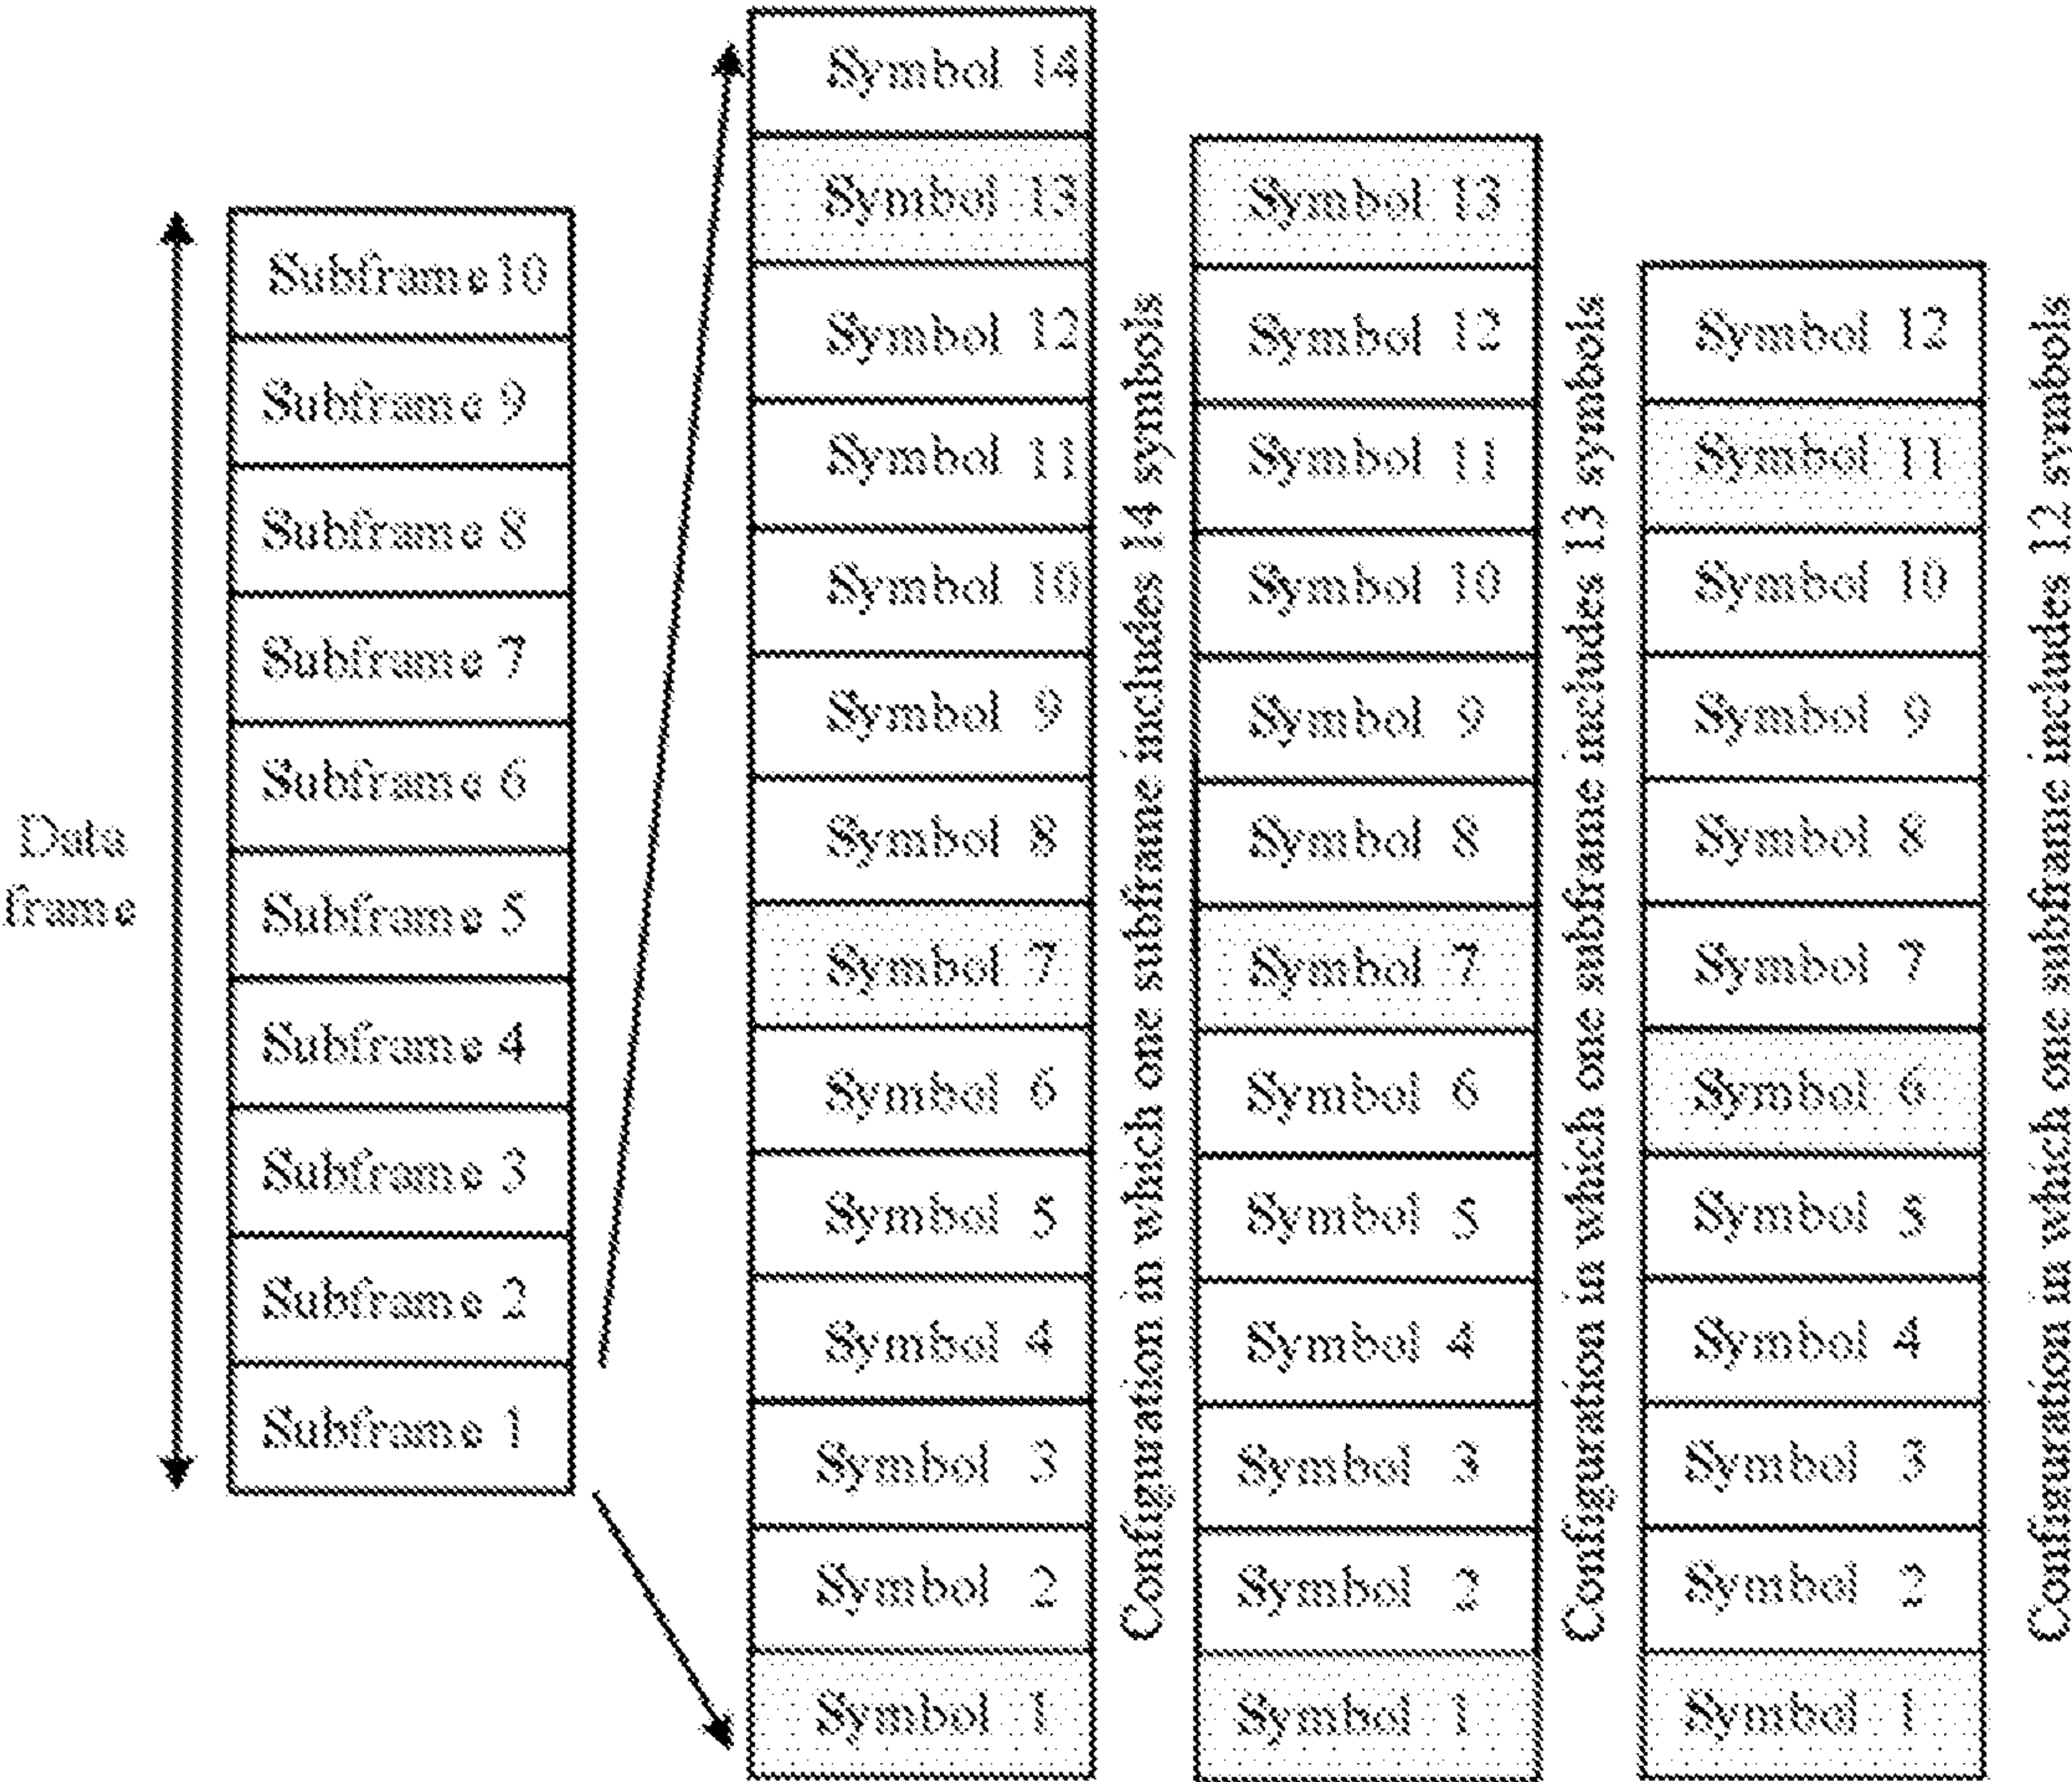 Data
frame
Subframe 10
Subframe 9
Subframe 8
Subframe 7
Subframe 6
Subframe 5
Subframe 4
Subframe 3
Subframe 2
Subframe 1
Symbol 14
Symbol 13
Symbol 12
Symbol 11
Symbol 10
Symbol 9
Symbol 8
Symbol 7
Symbol 6
Symbol 5
Symbol 4
Symbol 3
Symbol 2
Symbol 1
Configuration in which one subframe includes 14 symbols
Symbol 13
Symbol 12
Symbol 11
Symbol 10
Symbol 9
Symbol 8
Symbol 7
Symbol 6
Symbol 5
Symbol 4
Symbol 3
Symbol 2
Symbol 1
Configuration in which one subframe includes 13 symbols
Symbol 12
Symbol 11
Symbol 10
Symbol 9
Symbol 8
Symbol 7
Symbol 6
Symbol 5
Symbol 4
Symbol 3
Symbol 2
Symbol 1
Configuration in which one subframe includes 12 symbols